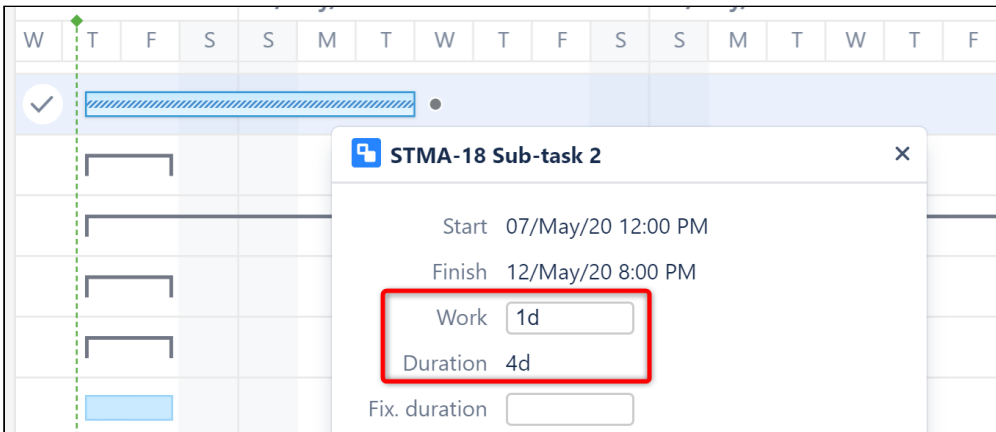 W T F S S M T W T F S S M T W T F
STMA-18 Sub-task 2
Start 07/May/20 12:00 PM
Finish 12/May/20 8:00 PM
Work 1d
Duration 4d
Fix. duration